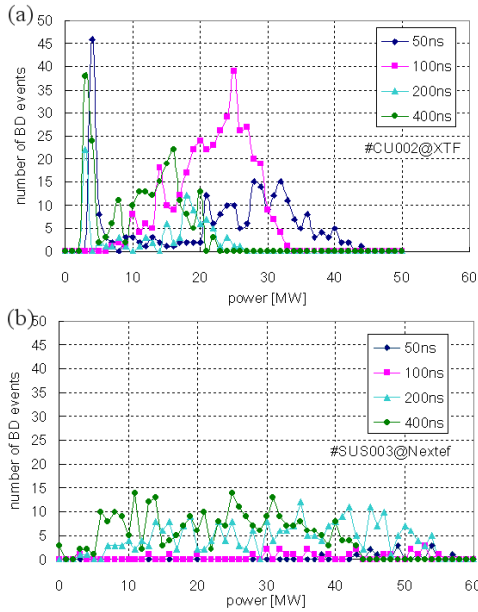 (a)
50
45
40
35
30
25
20
15
10
5
0
number of BD events
50ns
100ns
200ns
400ns
#CU002@XTF
0 10 20 30 40 50 60
power [MW]
(b)
50
45
40
35
30
25
20
15
10
5
0
number of BD events
50ns
100ns
200ns
400ns
#SUS003@Nextef
0 10 20 30 40 50 60
power [MW]